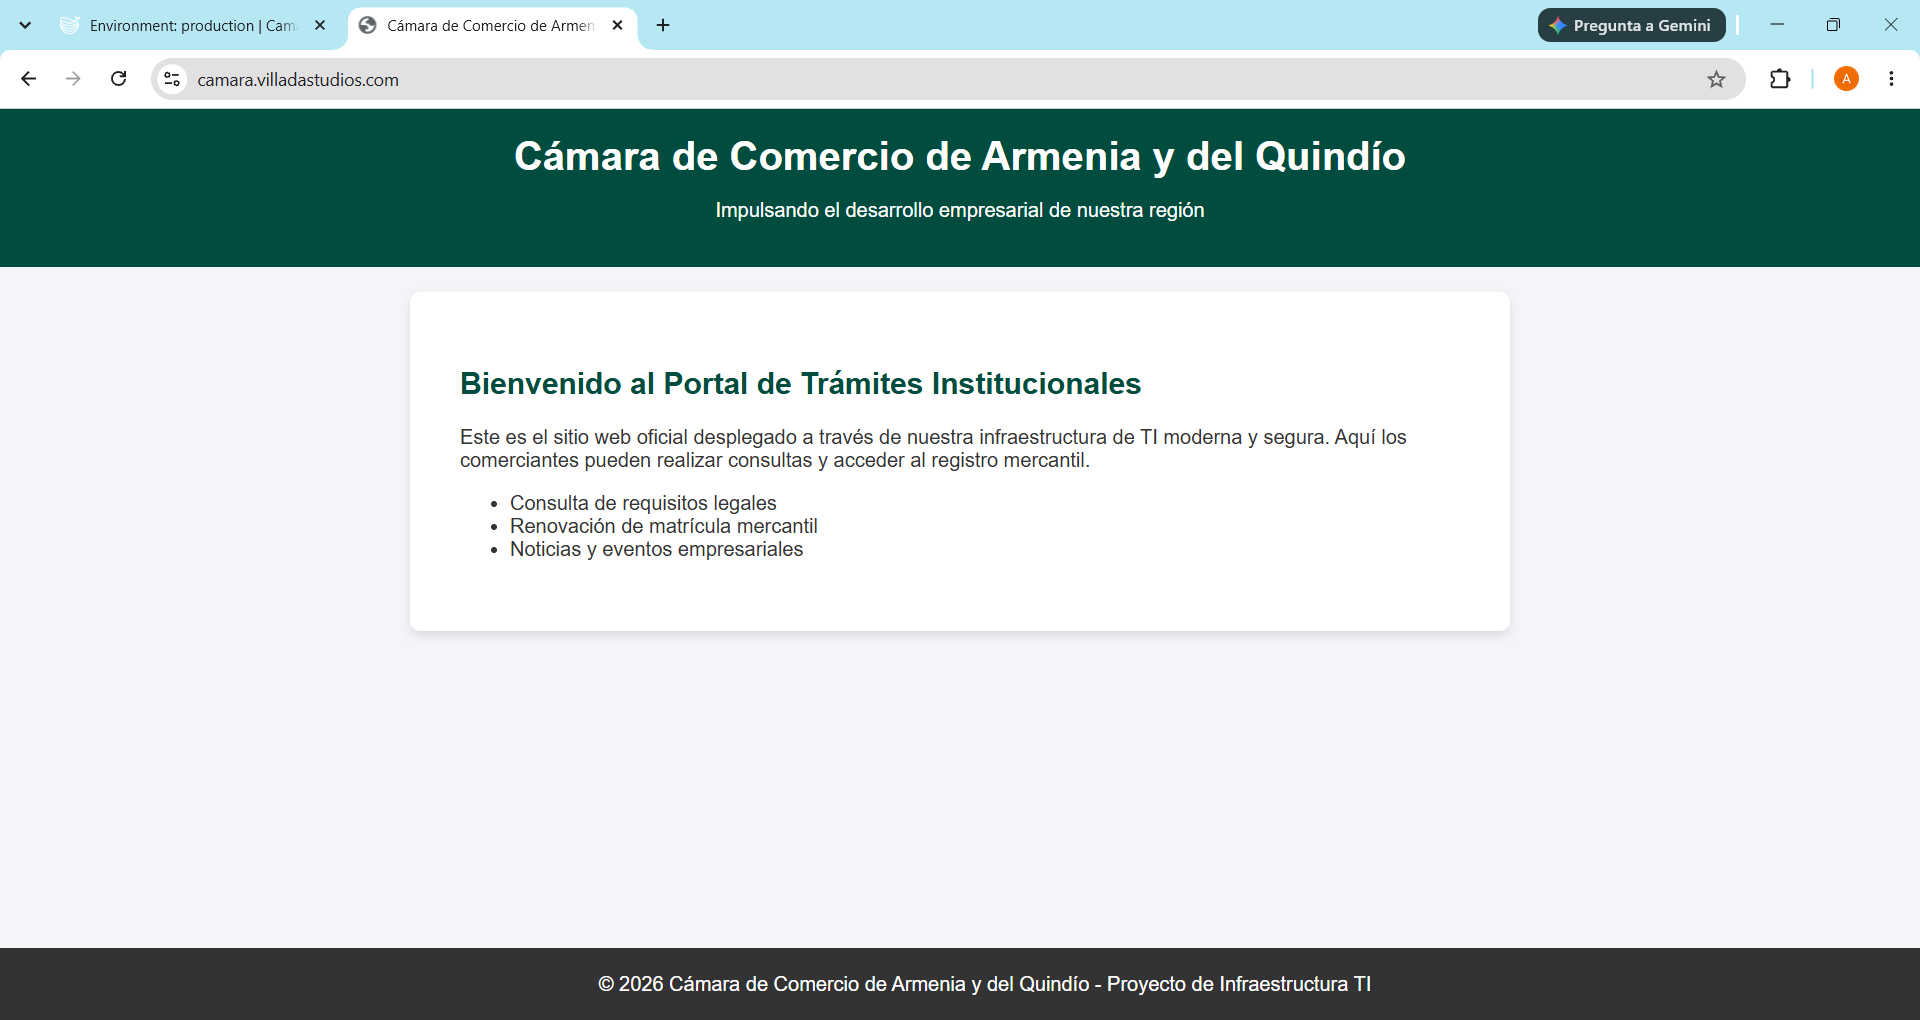 Environment: production | Cam
Cámara de Comercio de Armen
Pregunta a Gemini
camara.villadastudios.com
A
Cámara de Comercio de Armenia y del Quindío
Impulsando el desarrollo empresarial de nuestra región
Bienvenido al Portal de Trámites Institucionales
Este es el sitio web oficial desplegado a través de nuestra infraestructura de TI moderna y segura. Aquí los
comerciantes pueden realizar consultas y acceder al registro mercantil.
• Consulta de requisitos legales
• Renovación de matrícula mercantil
• Noticias y eventos empresariales
© 2026 Cámara de Comercio de Armenia y del Quindío - Proyecto de Infraestructura TI